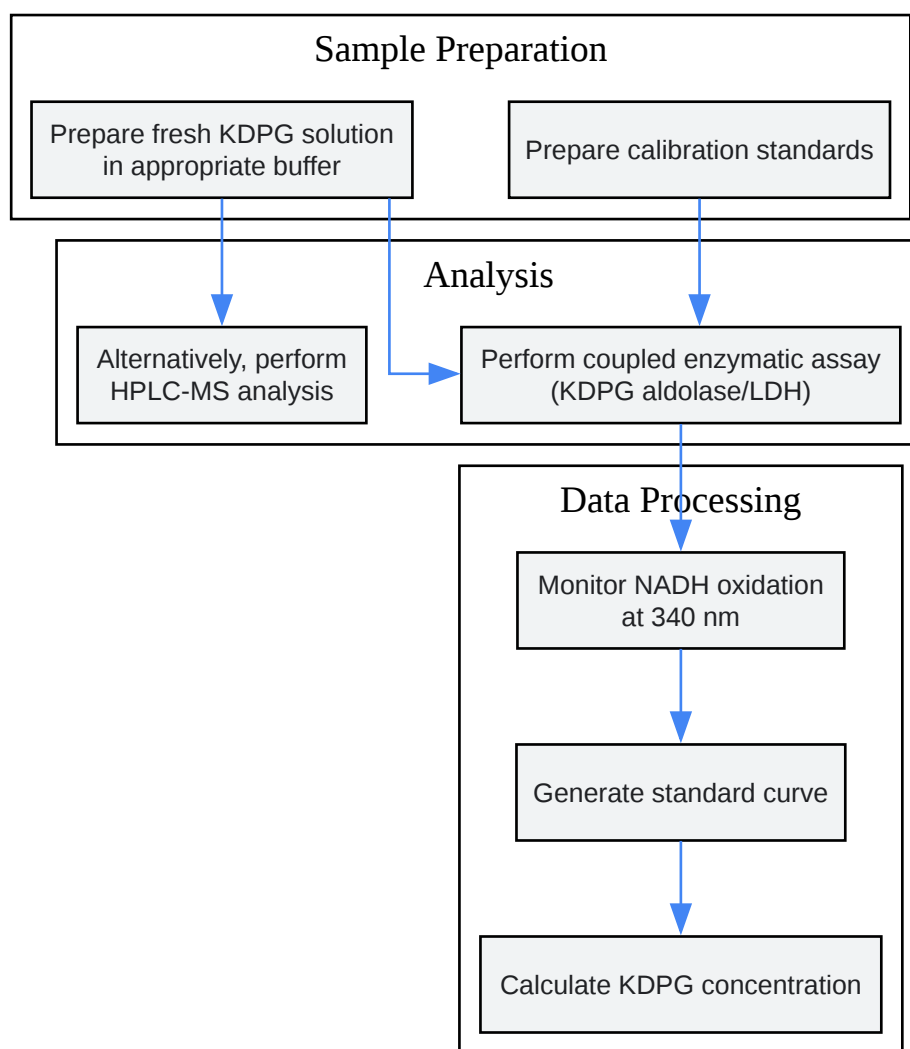 Sample Preparation
Prepare fresh KDPG solution
in appropriate buffer
Prepare calibration standards
Analysis
Alternatively, perform
HPLC-MS analysis
Perform coupled enzymatic assay
(KDPG aldolase/LDH)
Data Processing
Monitor NADH oxidation
at 340 nm
Generate standard curve
Calculate KDPG concentration